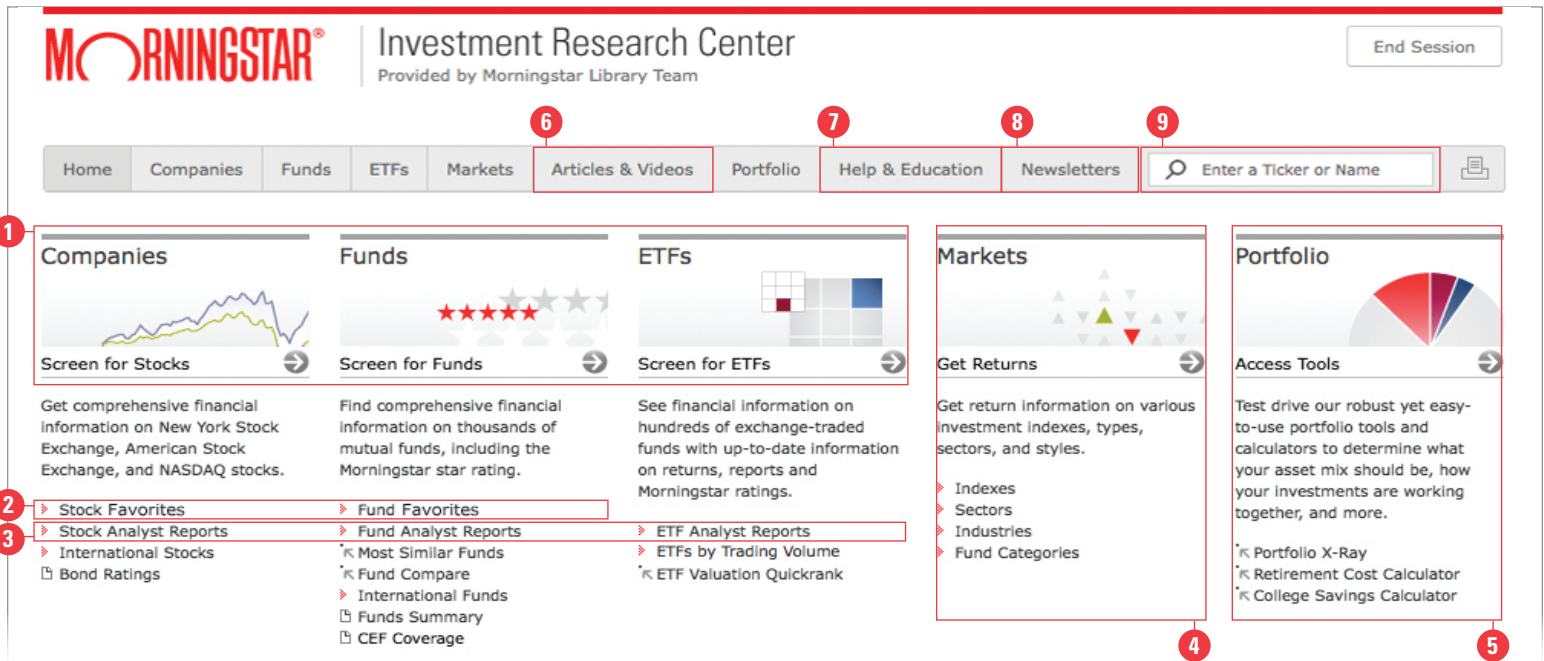 MORNINGSTAR®
Investment Research Center
Provided by Morningstar Library Team
End Session
6
7
8
9
Home
Companies
Funds
ETFs
Markets
Articles & Videos
Portfolio
Help & Education
Newsletters
Enter a Ticker or Name
1
Companies
Screen for Stocks
Get comprehensive financial
information on New York Stock
Exchange, American Stock
Exchange, and NASDAQ stocks.
2
Stock Favorites
3
Stock Analyst Reports
International Stocks
Bond Ratings
Funds
Screen for Funds
Find comprehensive financial
information on thousands of
mutual funds, including the
Morningstar star rating.
Fund Favorites
Fund Analyst Reports
Most Similar Funds
Fund Compare
International Funds
Funds Summary
CEF Coverage
ETFs
Screen for ETFs
See financial information on
hundreds of exchange-traded
funds with up-to-date information
on returns, reports and
Morningstar ratings.
ETF Analyst Reports
ETFs by Trading Volume
ETF Valuation Quickrank
Markets
Get Returns
Get return information on various
investment indexes, types,
sectors, and styles.
Indexes
Sectors
Industries
Fund Categories
4
Portfolio
Access Tools
Test drive our robust yet easy-
to-use portfolio tools and
calculators to determine what
your asset mix should be, how
your investments are working
together, and more.
Portfolio X-Ray
Retirement Cost Calculator
College Savings Calculator
5